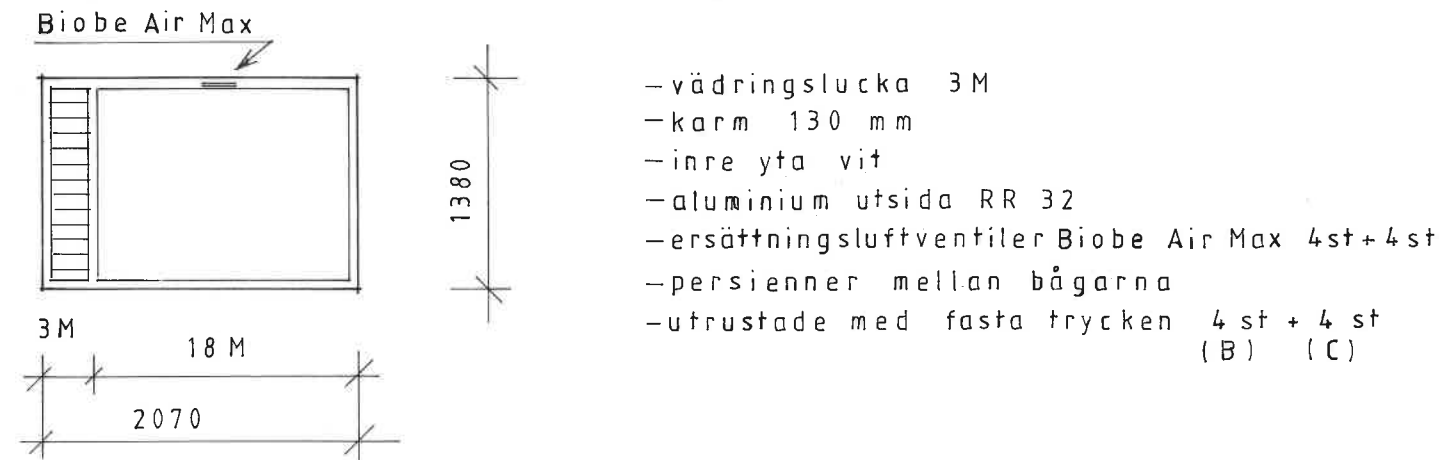 Biobe Air Max
1380
3M
18 M
2070
-vädringslucka 3M
-karm 130 mm
-inre yta vit
-aluminium utsida RR 32
-ersättningsluftventiler Biobe Air Max 4st+4st
-persienner mellan bågarna
-utrustade med fasta trycken 4 st + 4 st
(B) (C)